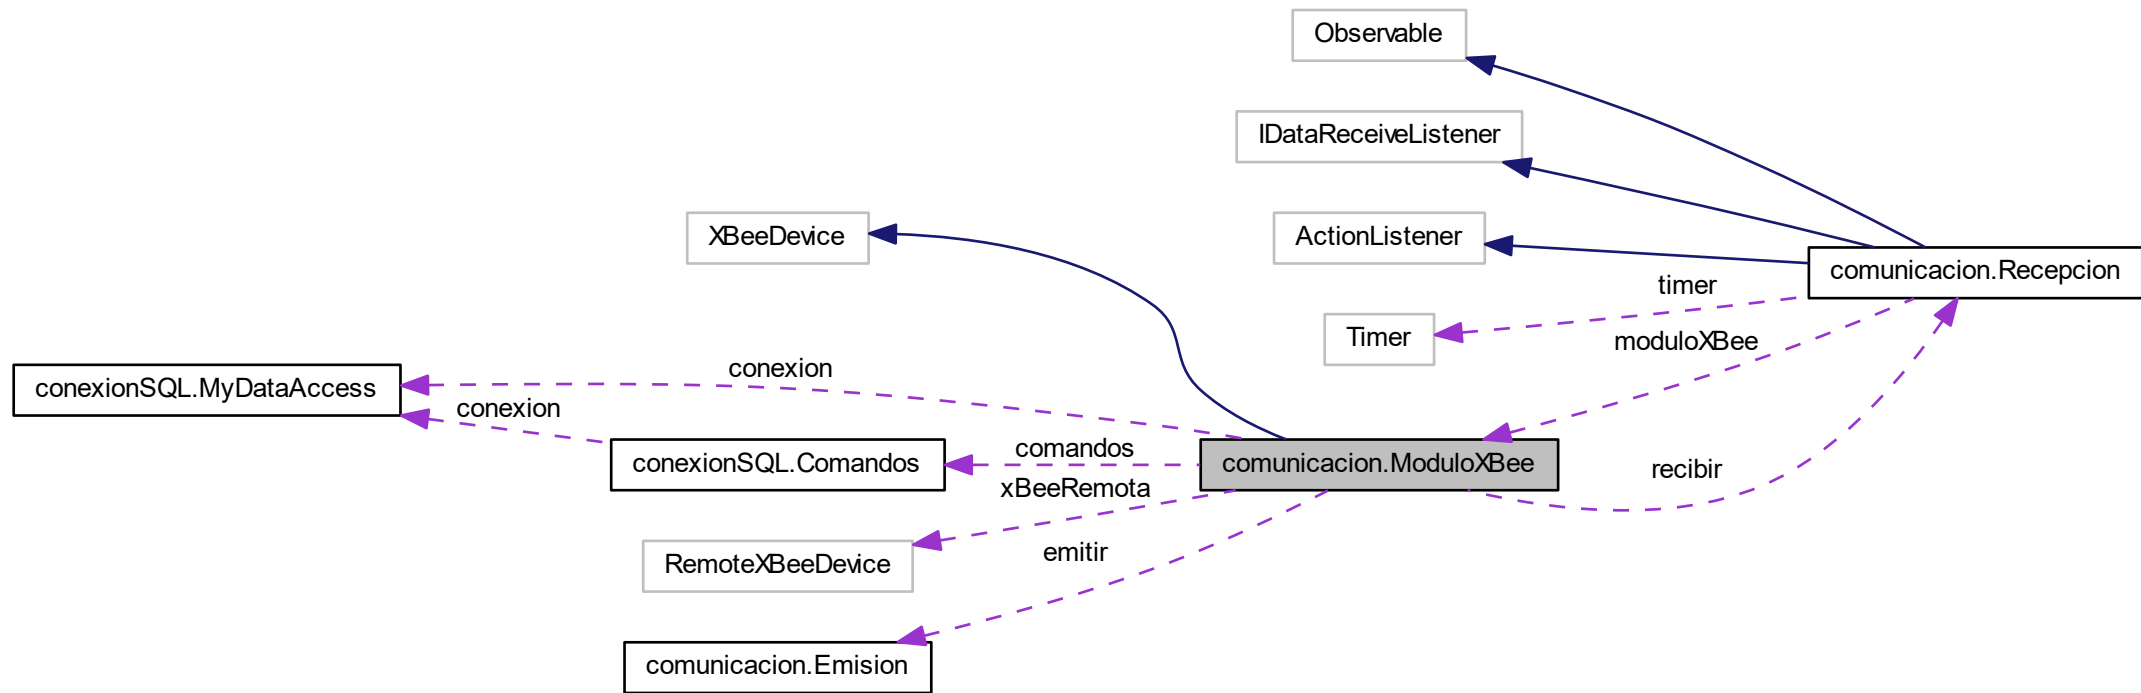 Observable
IDataReceiveListener
XBeeDevice
ActionListener
comunicacion.Recepcion
timer
Timer
moduloXBee
conexion
conexionSQL.MyDataAccess
conexion
comandos
conexionSQL.Comandos
comunicacion.ModuloXBee
recibir
xBeeRemota
RemoteXBeeDevice
emitir
comunicacion.Emision